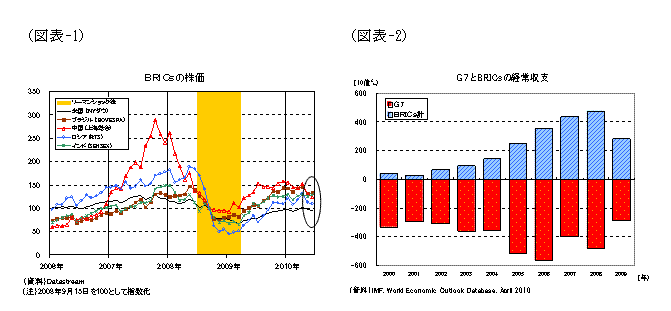 (図表-1)
BRICsの株価
350
300
250
200
150
100
50
0
リーマンショック後
米国 (NYダウ)
ブラジル (BOVESPA)
中国 (上海総合)
ロシア (RTS)
インド (SENSEX)
2006年 2007年 2008年 2009年 2010年
(資料)Datastream
(注)2008年9月15日を100として指数化
(図表-2)
G7とBRICsの経常収支
[10億㌦]
600
400
200
0
-200
-400
-600
G7
BRICs計
2000 2001 2002 2003 2004 2005 2006 2007 2008 2009
[年]
(資料)IMF, World Economic Outlook Database, April 2010